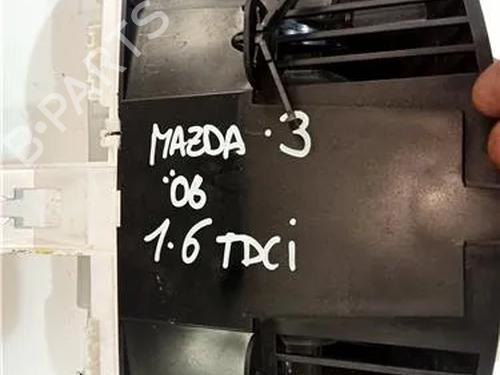 B-PARTS
MAZDA .3
'06
1.6 TDCi